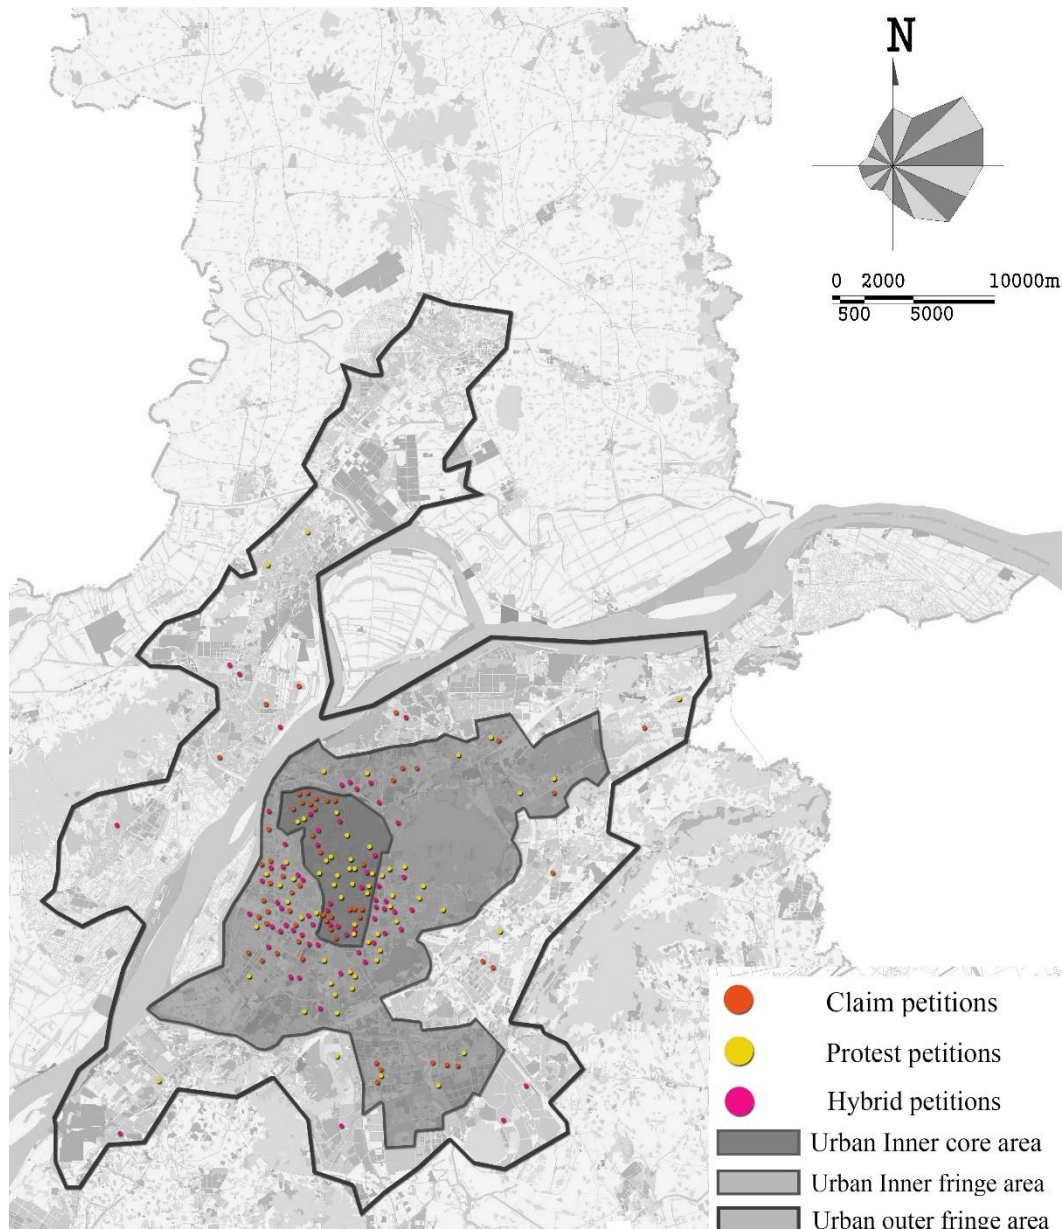 N
0 2000 10000m
500 5000
Claim petitions
Protest petitions
Hybrid petitions
Urban Inner core area
Urban Inner fringe area
Urban outer fringe area